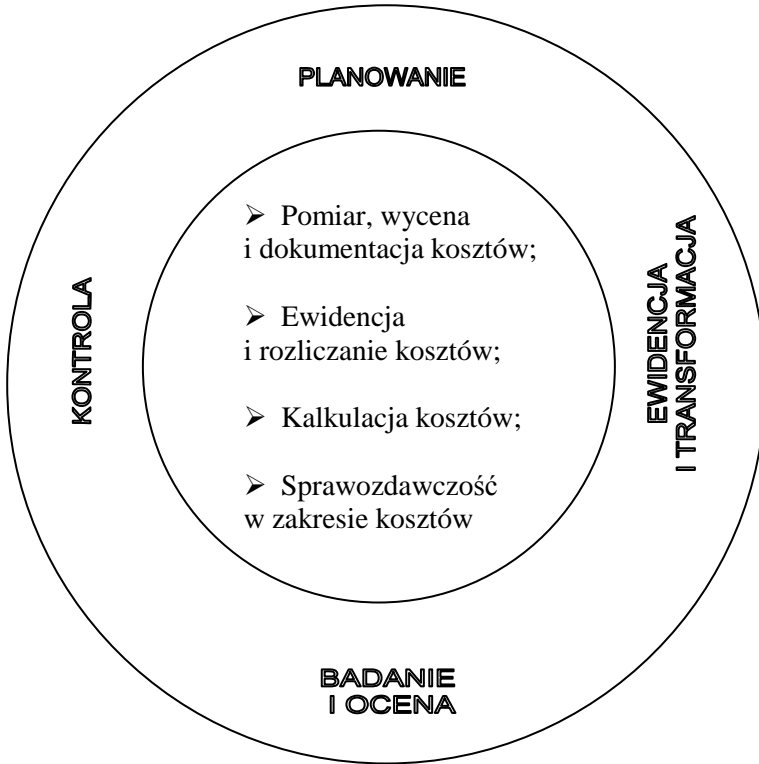 PLANOWANIE
➢ Pomiar, wycena
i dokumentacja kosztów;
➢ Ewidencja
i rozliczanie kosztów;
➢ Kalkulacja kosztów;
➢ Sprawozdawczość
w zakresie kosztów
KONTROLA
EWIDENCJA
I TRANSFORMACJA
BADANIE
I OCENA